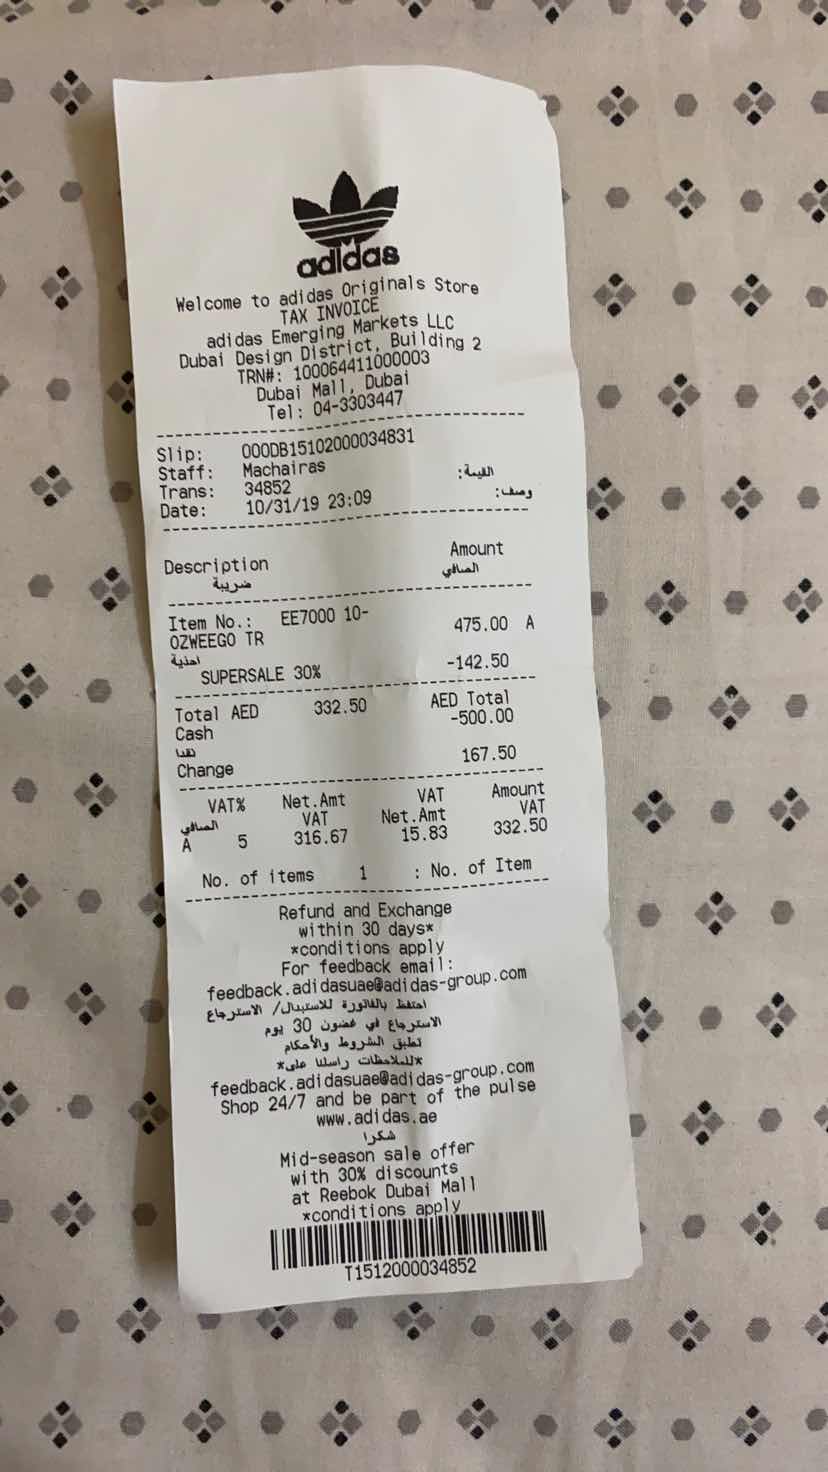 adidas
Welcome to adidas Originals Store
TAX INVOICE
adidas Emerging Markets LLC
Dubai Design District, Building 2
TRN#: 100064411000003
Dubai Mall, Dubai
Tel: 04-3303447
Slip: 000DB15102000034831
Staff: Machairas
القيمة:
Trans: 34852
وصف:
Date: 10/31/19 23:09
Description Amount
ضريبة الصافي
Item No.: EE7000 10- 475.00 A
OZWEEGO TR
احذية
SUPERSALE 30% -142.50
Total AED 332.50 AED Total
Cash -500.00
نقدا
Change 167.50
VAT% Net.Amt VAT Amount
الصافي VAT Net.Amt VAT
A 5 316.67 15.83 332.50
No. of items 1 : No. of Item
Refund and Exchange
within 30 days*
*conditions apply
For feedback email:
feedback.adidasuae@adidas-group.com
احتفظ بالفاتورة للاستبدال/ الاسترجاع
الاسترجاع في غضون 30 يوم
تطبق الشروط والأحكام
*للملاحظات راسلنا على*
feedback.adidasuae@adidas-group.com
Shop 24/7 and be part of the pulse
www.adidas.ae
شكرا
Mid-season sale offer
with 30% discounts
at Reebok Dubai Mall
*conditions apply
T1512000034852